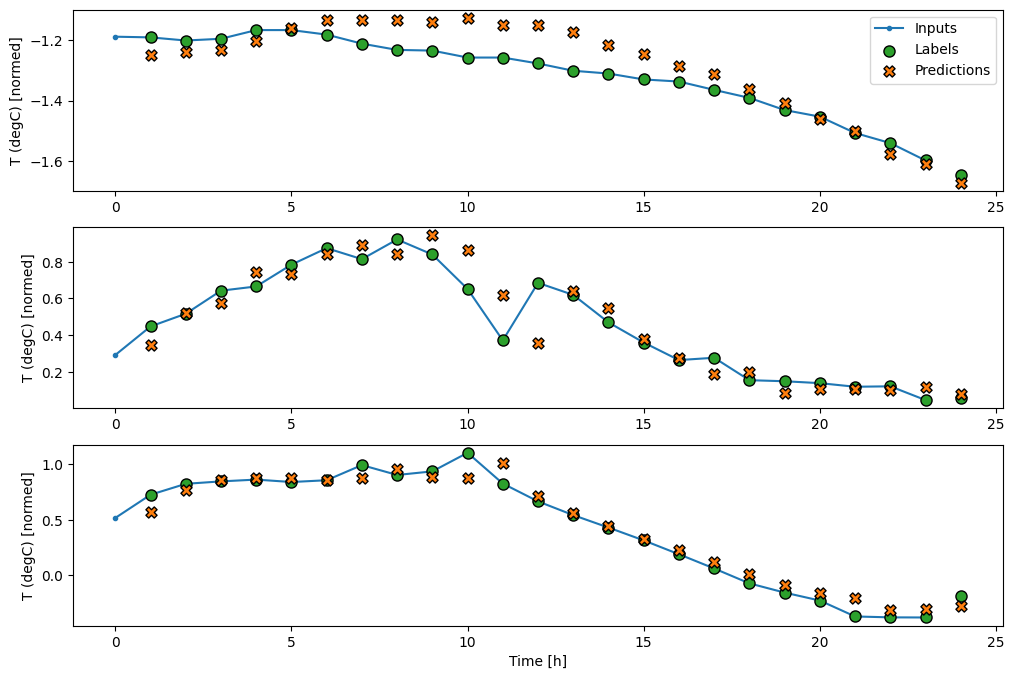 T (degC) [normed]
−1.2
−1.4
−1.6
Inputs
Labels
Predictions
0 5 10 15 20 25
T (degC) [normed]
0.8
0.6
0.4
0.2
0 5 10 15 20 25
T (degC) [normed]
1.0
0.5
0.0
0 5 10 15 20 25
Time [h]